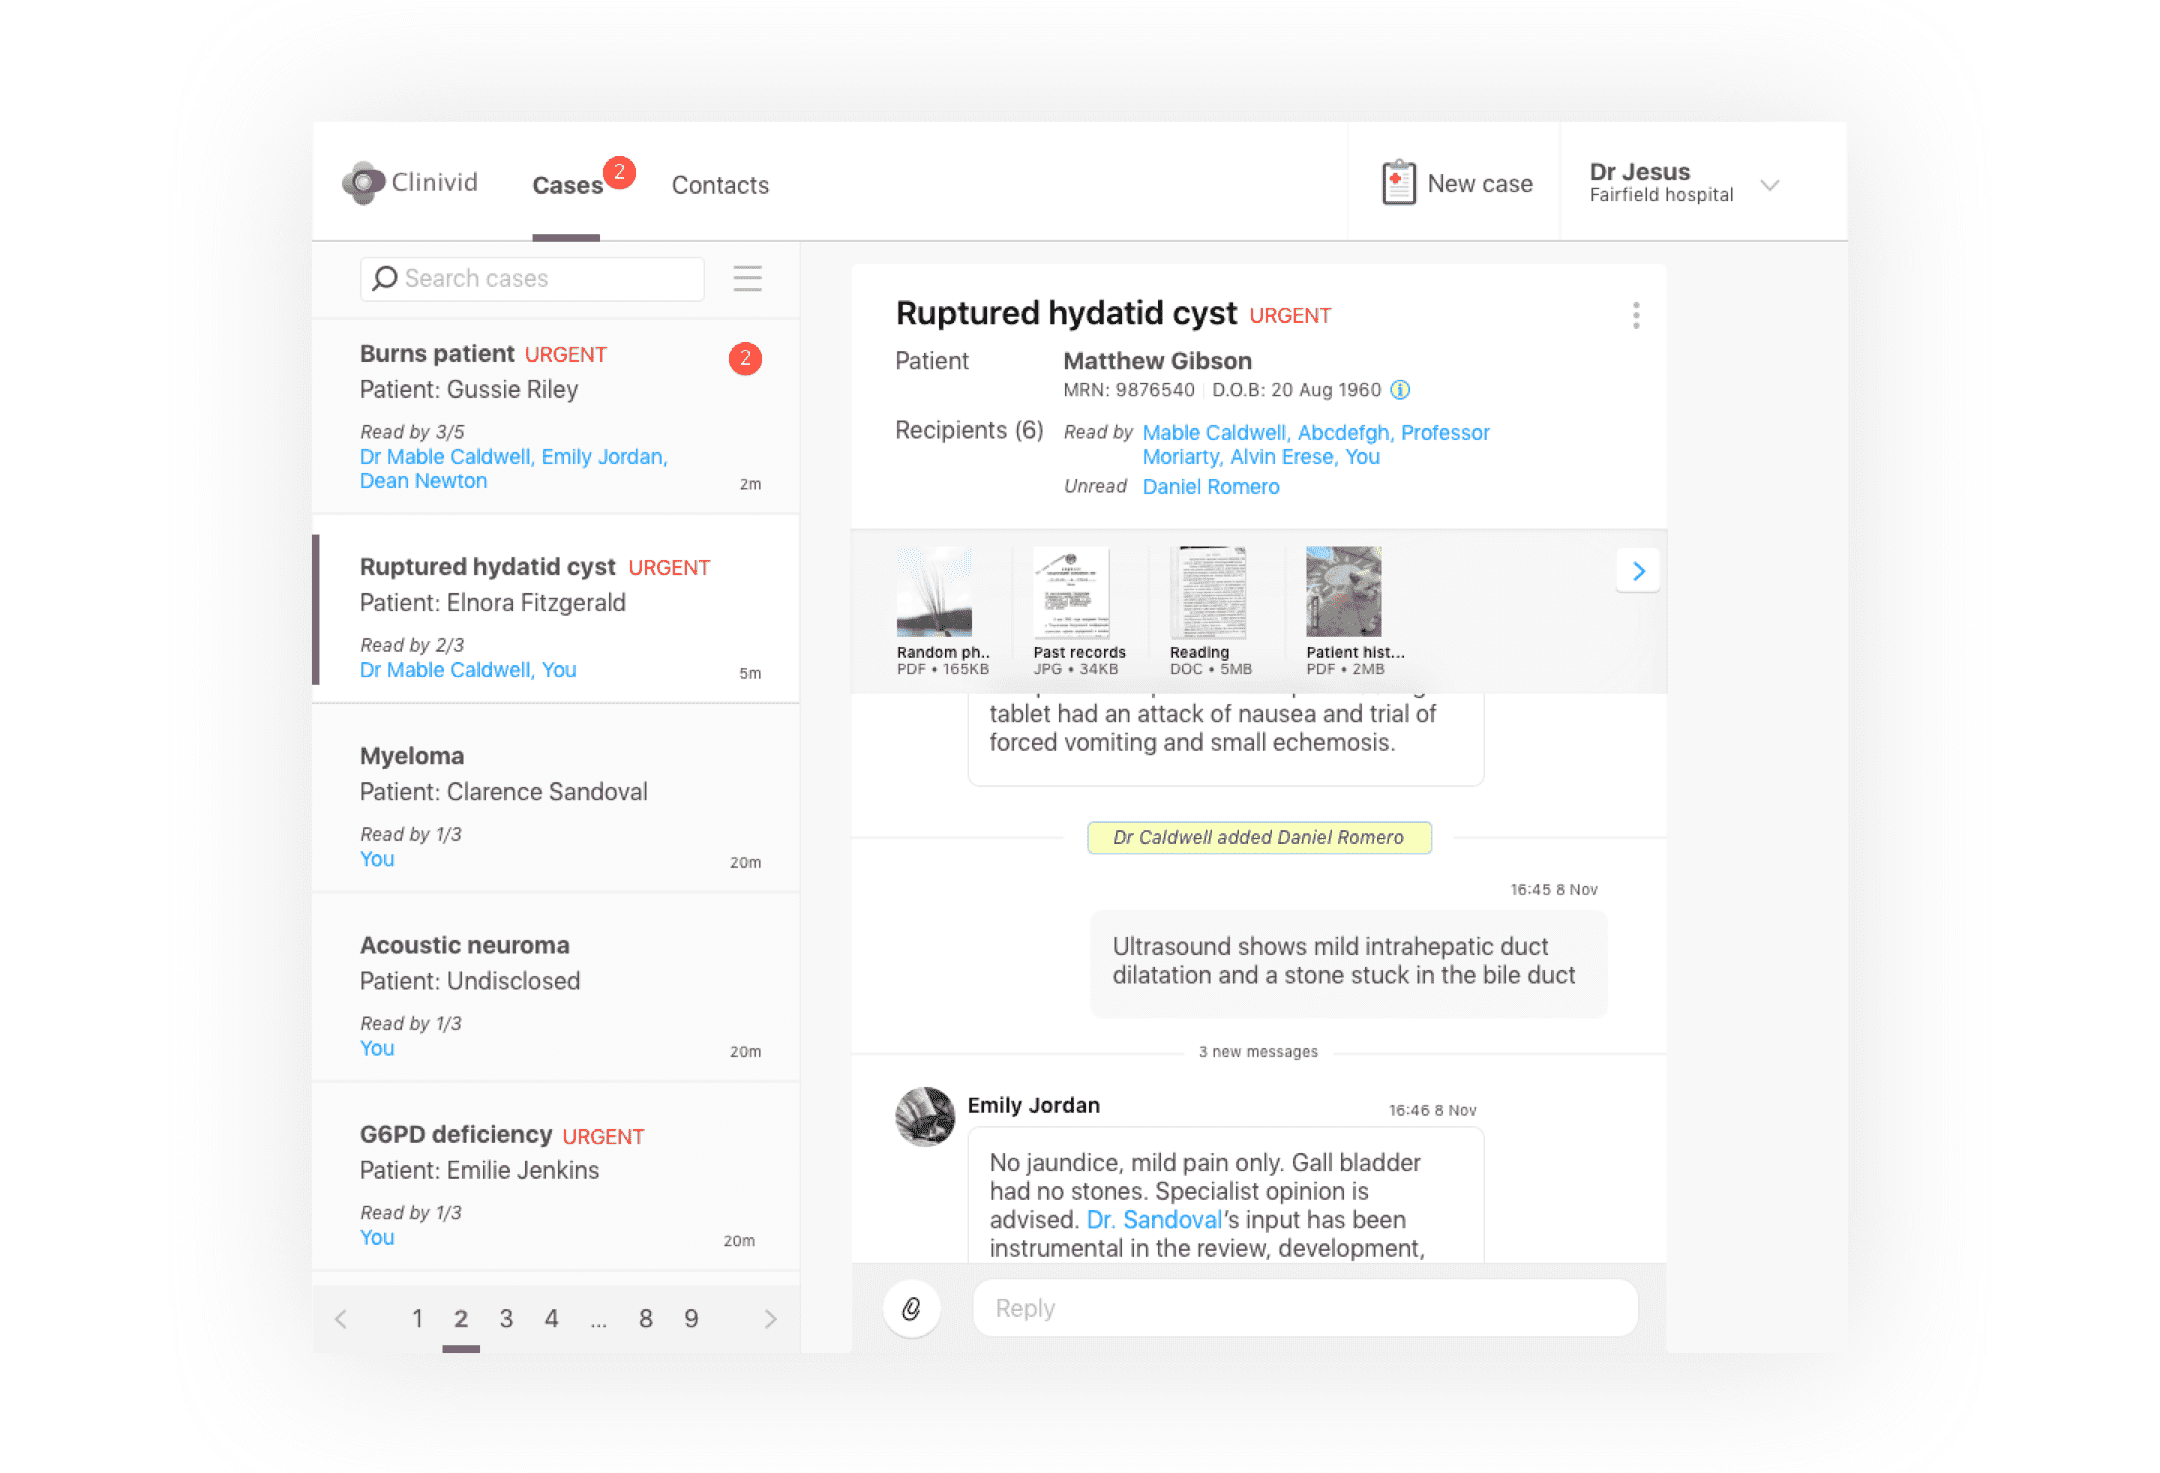 Clinivid
Cases 2
Contacts
New case
Dr Jesus
Fairfield hospital
Search cases
Burns patient URGENT 2
Patient: Gussie Riley
Read by 3/5
Dr Mable Caldwell, Emily Jordan,
Dean Newton
2m
Ruptured hydatid cyst URGENT
Patient: Elnora Fitzgerald
Read by 2/3
Dr Mable Caldwell, You
5m
Myeloma
Patient: Clarence Sandoval
Read by 1/3
You
20m
Acoustic neuroma
Patient: Undisclosed
Read by 1/3
You
20m
G6PD deficiency URGENT
Patient: Emilie Jenkins
Read by 1/3
You
20m
1 2 3 4 ... 8 9
Ruptured hydatid cyst URGENT
Patient Matthew Gibson
MRN: 9876540 D.O.B: 20 Aug 1960
Recipients (6) Read by Mable Caldwell, Abcdefgh, Professor
Moriarty, Alvin Erese, You
Unread Daniel Romero
Random ph..
PDF • 165KB
Past records
JPG • 34KB
Reading
DOC • 5MB
Patient hist...
PDF • 2MB
tablet had an attack of nausea and trial of
forced vomiting and small echemosis.
Dr Caldwell added Daniel Romero
16:45 8 Nov
Ultrasound shows mild intrahepatic duct
dilatation and a stone stuck in the bile duct
3 new messages
Emily Jordan 16:46 8 Nov
No jaundice, mild pain only. Gall bladder
had no stones. Specialist opinion is
advised. Dr. Sandoval's input has been
instrumental in the review, development,
Reply